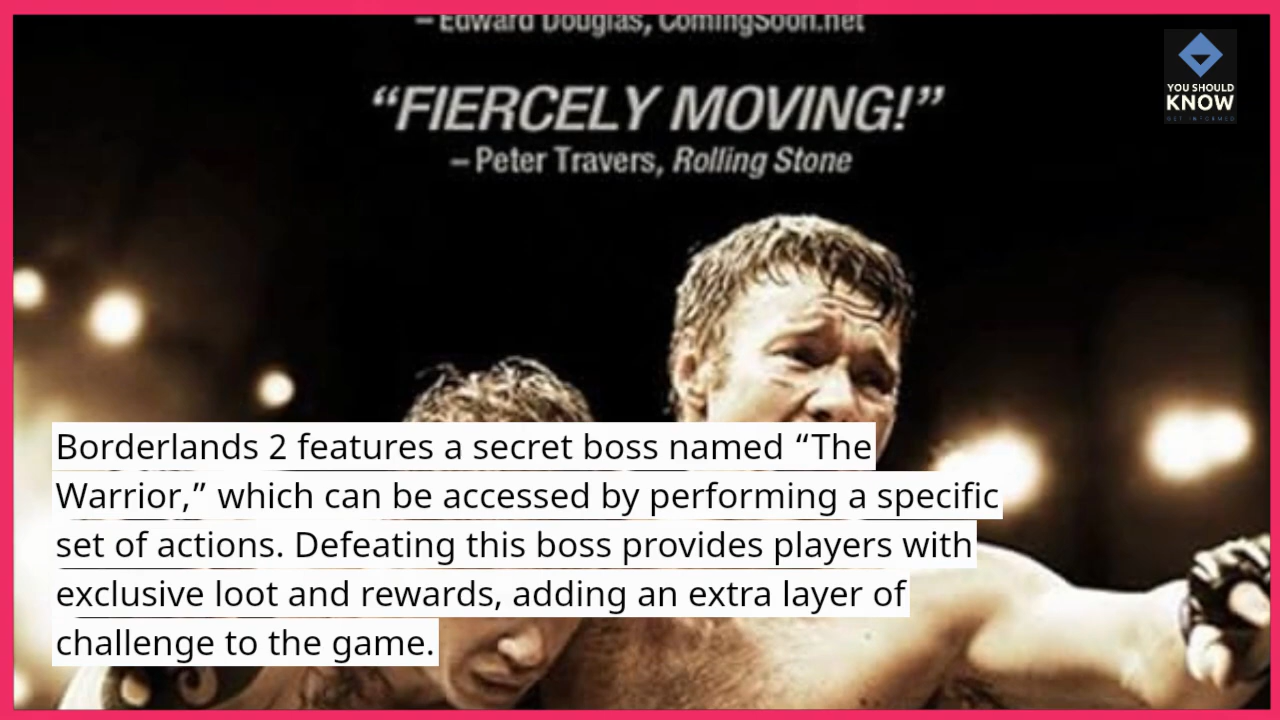 – Edward Douglas, ComingSoon.net
“FIERCELY MOVING!”
– Peter Travers, Rolling Stone
YOU SHOULD
KNOW
GET INFORMED
Borderlands 2 features a secret boss named “The
Warrior,” which can be accessed by performing a specific
set of actions. Defeating this boss provides players with
exclusive loot and rewards, adding an extra layer of
challenge to the game.